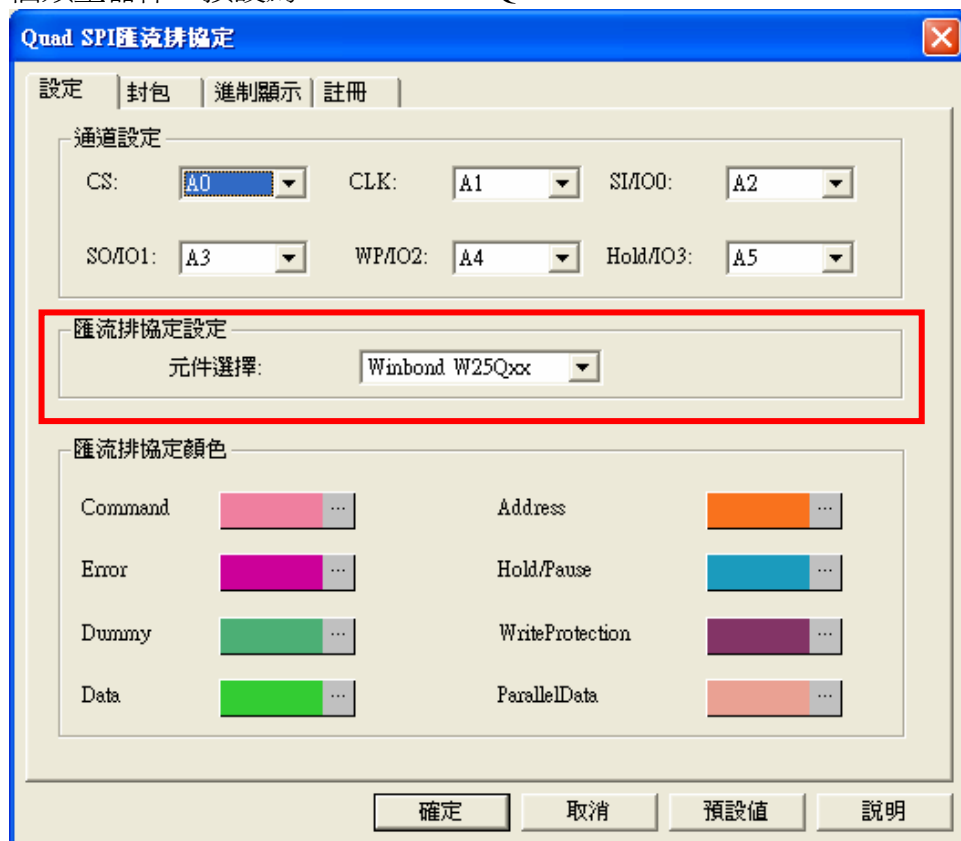 Quad SPI匯流排協定
設定 封包 進制顯示 註冊
通道設定
CS: A0 CLK: A1 SI/IO0: A2
SO/IO1: A3 WP/IO2: A4 Hold/IO3: A5
匯流排協定設定
元件選擇: Winbond W25Qxx
匯流排協定顏色
Command ... Address ...
Error ... Hold/Pause ...
Dummy ... WriteProtection ...
Data ... ParallelData ...
確定 取消 預設值 說明